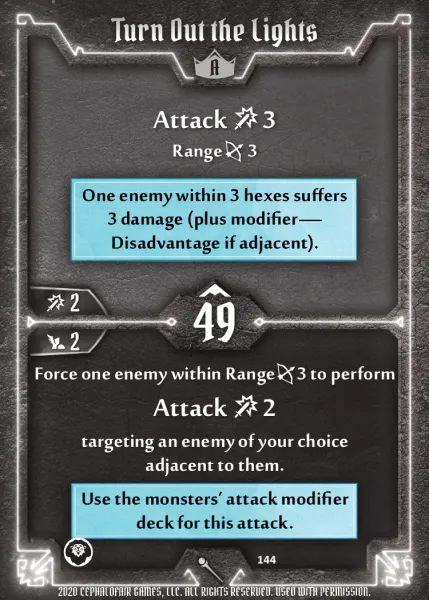 Turn Out the Lights
A
Attack 3
Range 3
One enemy within 3 hexes suffers
3 damage (plus modifier—
Disadvantage if adjacent).
2
49
2
Force one enemy within Range 3 to perform
Attack 2
targeting an enemy of your choice
adjacent to them.
Use the monsters' attack modifier
deck for this attack.
144
2020 CEPHALOFAIR GAMES, LLC. ALL RIGHTS RESERVED. USED WITH PERMISSION.